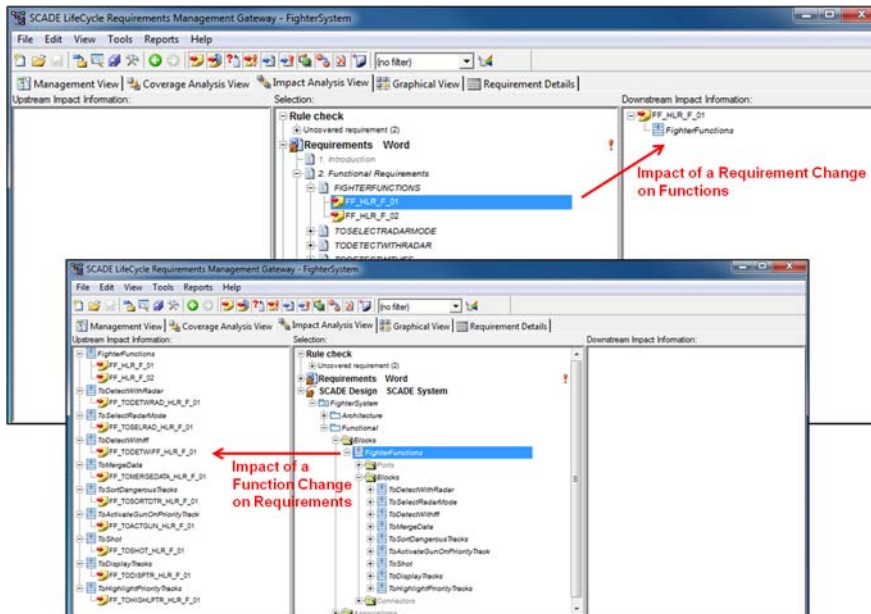 SCADE LifeCycle Requirements Management Gateway - FighterSystem
File Edit View Tools Reports Help
(no filter)
Management View Coverage Analysis View Impact Analysis View Graphical View Requirement Details
Upstream Impact Information: Selection: Downstream Impact Information:
Rule check
Uncovered requirement (2)
Requirements Word
1. Introduction
2. Functional Requirements
FIGHTERFUNCTIONS
FF_HLR_F_01
FF_HLR_F_02
TOSELECTRADARMODE
TODETECTWITHRADAR
FF_HLR_F_01
FighterFunctions
Impact of a Requirement Change
on Functions
SCADE LifeCycle Requirements Management Gateway - FighterSystem
File Edit View Tools Reports Help
(no filter)
Management View Coverage Analysis View Impact Analysis View Graphical View Requirement Details
Upstream Impact Information: Selection: Downstream Impact Information:
FighterFunctions
FF_HLR_F_01
FF_HLR_F_02
ToDetectWithRadar
FF_TODETWRAD_HLR_F_01
ToSelectRadarMode
FF_TOSELRAD_HLR_F_01
ToDetectWithIff
FF_TODETWIFF_HLR_F_01
ToMergeData
FF_TOMERGEDATA_HLR_F_01
ToSortDangerousTracks
FF_TOSORTDTR_HLR_F_01
ToActivateGunOnPriorityTrack
FF_TOACTGUN_HLR_F_01
ToShot
FF_TOSHOT_HLR_F_01
ToDisplayTracks
FF_TODISPTR_HLR_F_01
ToHighlightPriorityTracks
FF_TOHIGHLPTR_HLR_F_01
Impact of a
Function Change
on Requirements
Rule check
Uncovered requirement (2)
Requirements Word
SCADE Design SCADE System
FighterSystem
Architecture
Functional
Blocks
FighterFunctions
Ports
Blocks
ToDetectWithRadar
ToSelectRadarMode
ToDetectWithIff
ToMergeData
ToSortDangerousTracks
ToActivateGunOnPriorityTrack
ToShot
ToDisplayTracks
ToHighlightPriorityTracks
Connectors